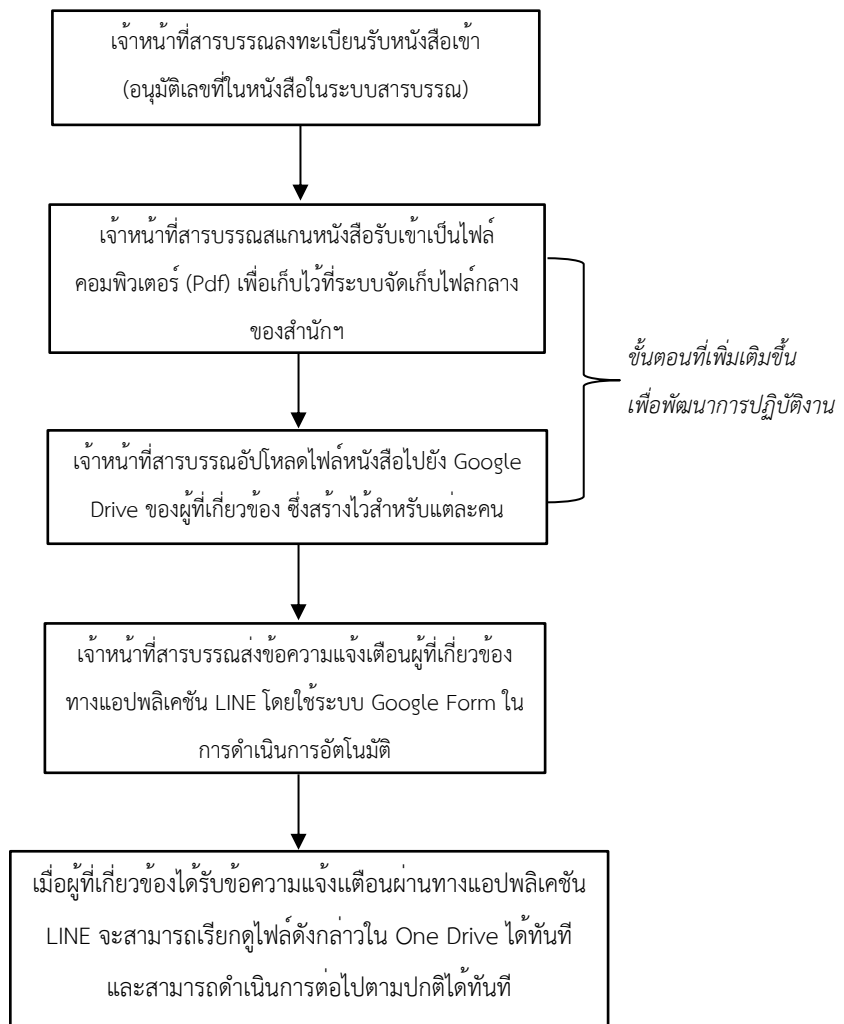 เจ้าหน้าที่สารบรรณลงทะเบียนรับหนังสือเข้า
(อนุมัติเลขที่ในหนังสือในระบบสารบรรณ)
เจ้าหน้าที่สารบรรณสแกนหนังสือรับเข้าเป็นไฟล์
คอมพิวเตอร์ (Pdf) เพื่อเก็บไว้ที่ระบบจัดเก็บไฟล์กลาง
ของสำนักฯ
ขั้นตอนที่เพิ่มเติมขึ้น
เพื่อพัฒนาการปฏิบัติงาน
เจ้าหน้าที่สารบรรณอัปโหลดไฟล์หนังสือไปยัง Google
Drive ของผู้ที่เกี่ยวข้อง ซึ่งสร้างไว้สำหรับแต่ละคน
เจ้าหน้าที่สารบรรณส่งข้อความแจ้งเตือนผู้ที่เกี่ยวข้อง
ทางแอปพลิเคชัน LINE โดยใช้ระบบ Google Form ใน
การดำเนินการอัตโนมัติ
เมื่อผู้ที่เกี่ยวข้องได้รับข้อความแจ้งแตือนผ่านทางแอปพลิเคชัน
LINE จะสามารถเรียกดูไฟล์ดังกล่าวใน One Drive ได้ทันที
และสามารถดำเนินการต่อไปตามปกติได้ทันที